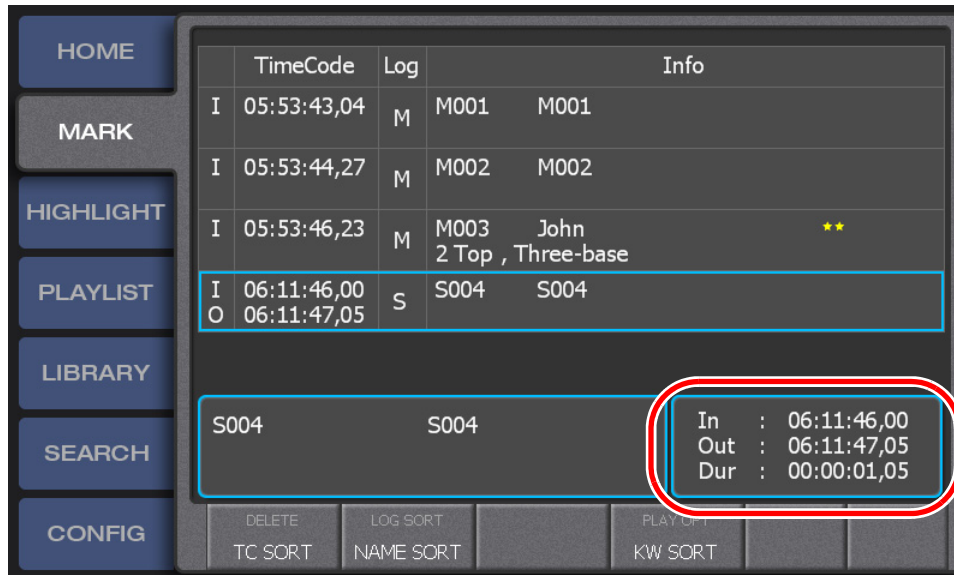 HOME
MARK
HIGHLIGHT
PLAYLIST
LIBRARY
SEARCH
CONFIG
TimeCode Log Info
I 05:53:43,04 M M001 M001
I 05:53:44,27 M M002 M002
I 05:53:46,23 M M003 John ★★
2 Top , Three-base
I 06:11:46,00 S S004 S004
O 06:11:47,05
S004 S004
In : 06:11:46,00
Out : 06:11:47,05
Dur : 00:00:01,05
DELETE LOG SORT PLAY OPT
TC SORT NAME SORT KW SORT